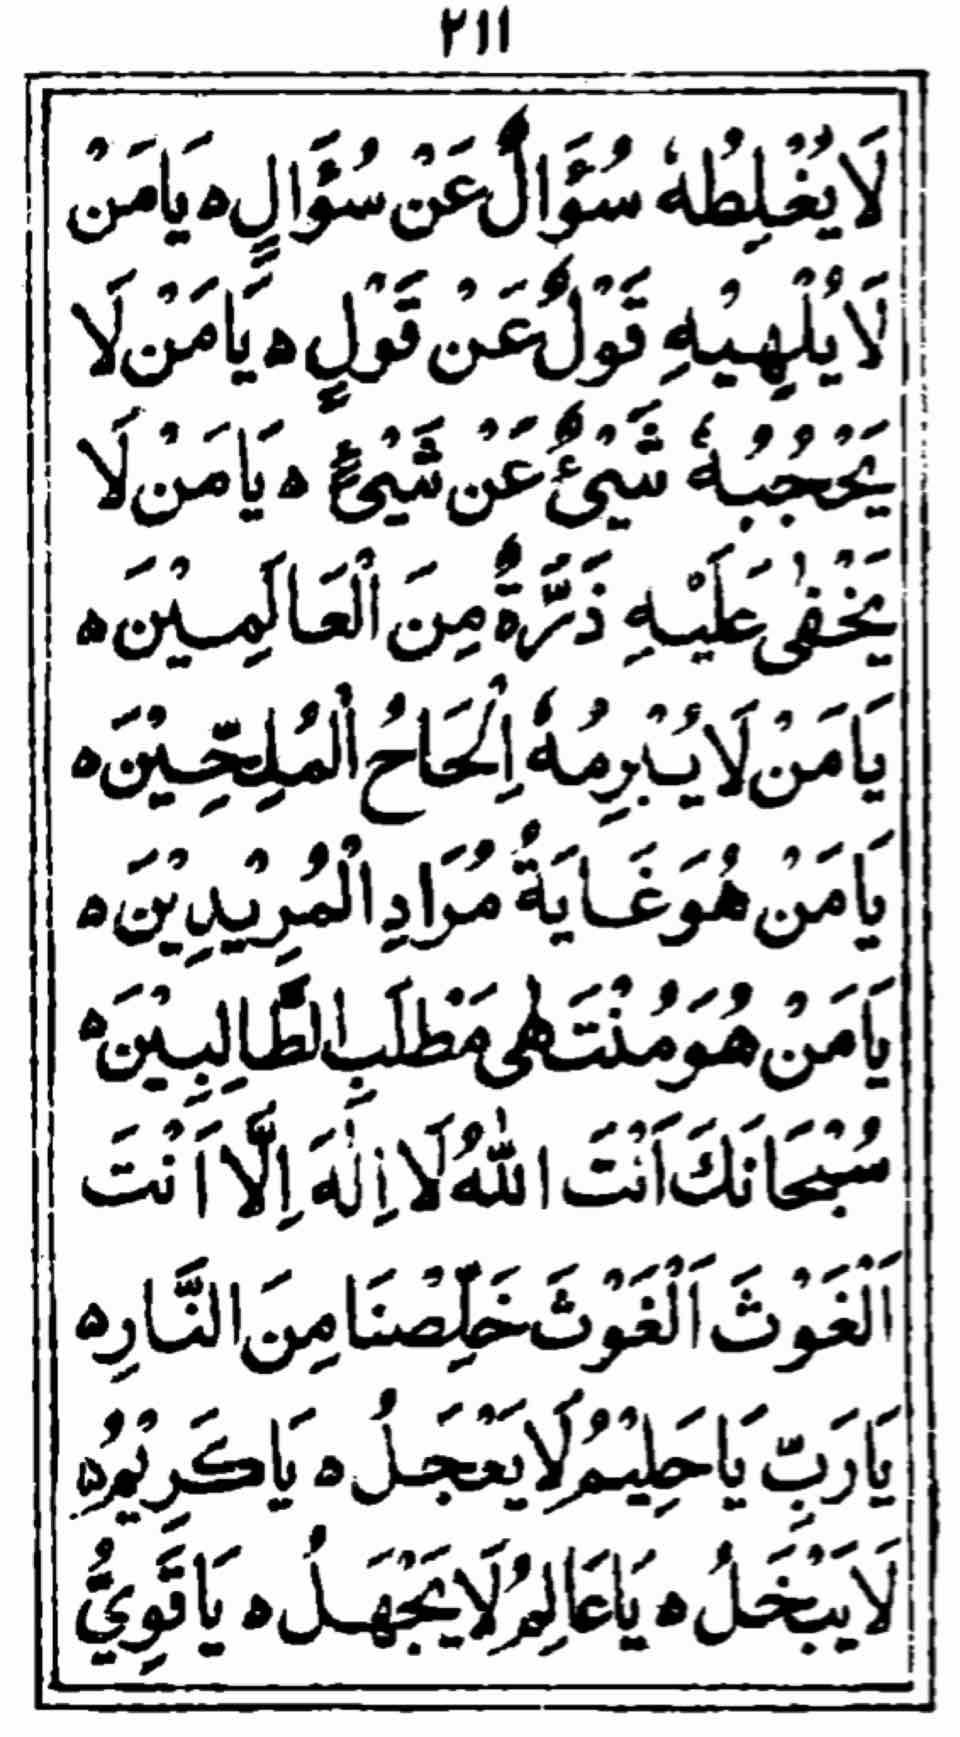 ٢١١
لَا يُغْلِطُهٗ سُؤَالٌ عَنْ سُؤَالٍ ه يَا مَنْ
لَا يُلْهِيْهِ قَوْلٌ عَنْ قَوْلٍ ه يَا مَنْ لَا
يَحْجُبُهٗ شَيْئٌ عَنْ شَيْئٍ ه يَا مَنْ لَا
يَخْفٰى عَلَيْهِ ذَرَّةٌ مِنَ الْعَالَمِيْنَ ه
يَا مَنْ لَا يُبْرِمُهٗ اِلْحَاحُ الْمُلِحِّيْنَ ه
يَا مَنْ هُوَ غَايَةُ مُرَادِ الْمُرِيْدِيْنَ ه
يَا مَنْ هُوَ مُنْتَهٰى مَطْلَبِ الطَّالِبِيْنَ ه
سُبْحَانَكَ اَنْتَ اللّٰهُ لَا اِلٰهَ اِلَّا اَنْتَ
اَلْغَوْثَ اَلْغَوْثَ خَلِّصْنَا مِنَ النَّارِ ه
يَا رَبِّ يَا حَلِيْمُ لَا يَعْجَلُ ه يَا كَرِيْمُ ه
لَا يَبْخَلُ ه يَا عَالِمُ لَا يَجْهَلُ ه يَا قَوِيُّ